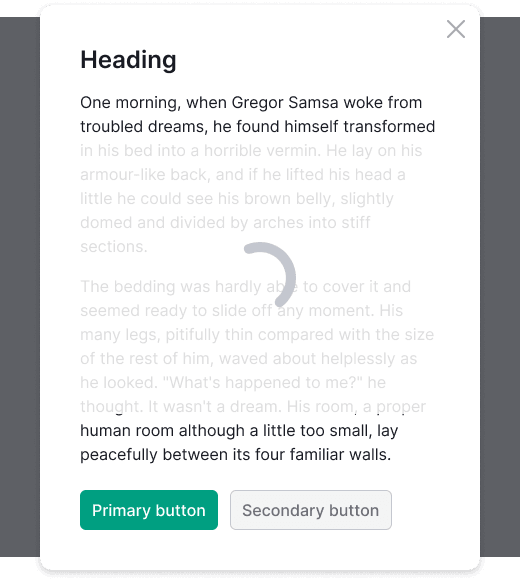 Heading
One morning, when Gregor Samsa woke from
troubled dreams, he found himself transformed
in his bed into a horrible vermin. He lay on his
armour-like back, and if he lifted his head a
little he could see his brown belly, slightly
domed and divided by arches into stiff
sections.
The bedding was hardly able to cover it and
seemed ready to slide off any moment. His
many legs, pitifully thin compared with the size
of the rest of him, waved about helplessly as
he looked. "What's happened to me?" he
thought. It wasn't a dream. His room, a proper
human room although a little too small, lay
peacefully between its four familiar walls.
Primary button
Secondary button